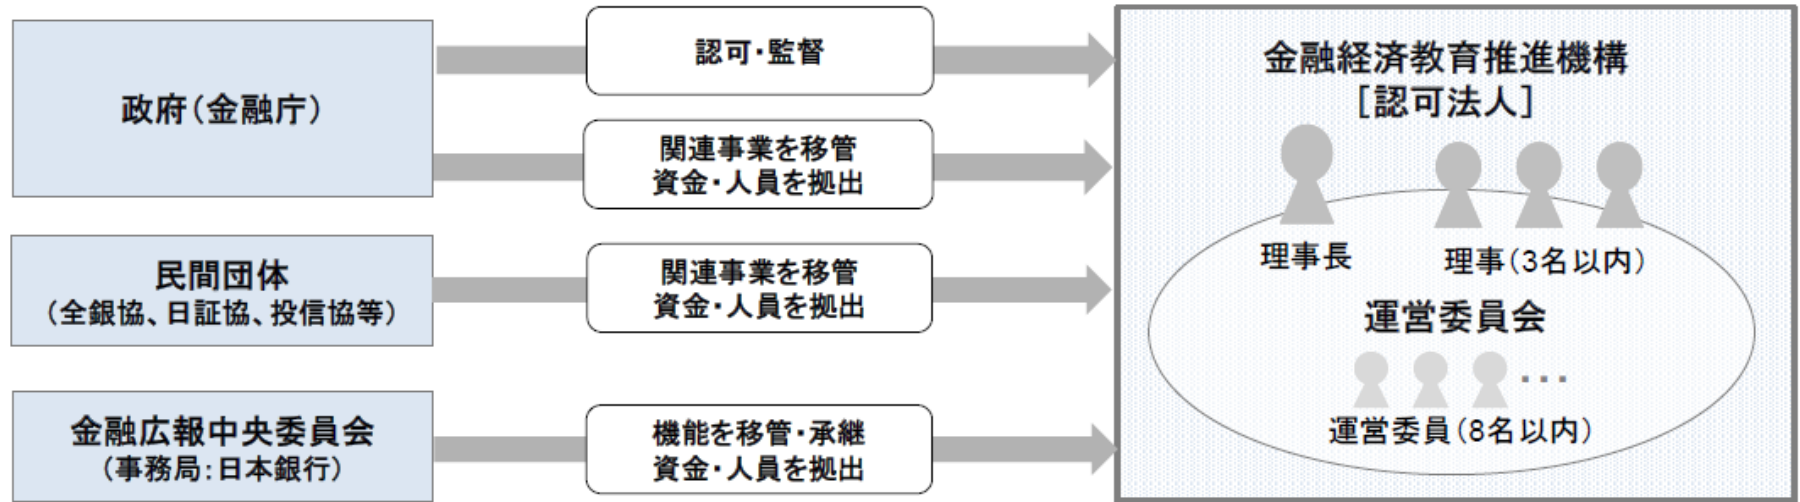 政府（金融庁）
認可・監督
関連事業を移管
資金・人員を拠出
民間団体
（全銀協、日証協、投信協等）
関連事業を移管
資金・人員を拠出
金融広報中央委員会
（事務局：日本銀行）
機能を移管・承継
資金・人員を拠出
金融経済教育推進機構
［認可法人］
理事長
理事（3名以内）
運営委員会
・・・
運営委員（8名以内）